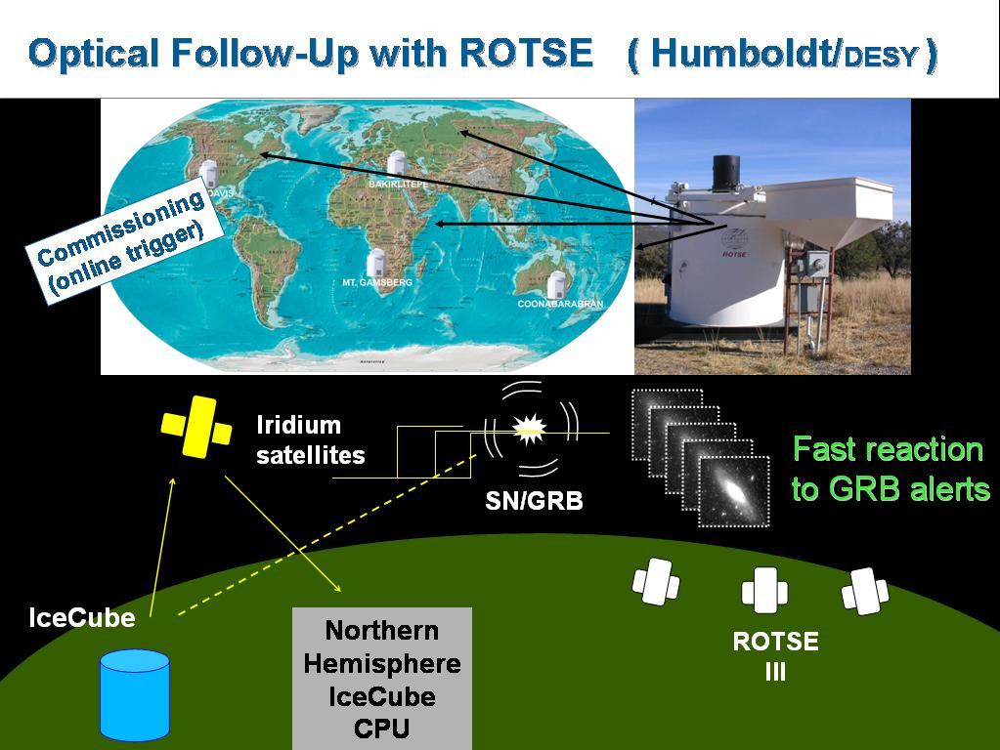 Optical Follow-Up with ROTSE ( Humboldt/DESY )
DAVIS
BAKIRLITEPE
Commissioning
(online trigger)
MT. GAMSBERG
COONABARABRAN
ROTSE
Antarctica
Iridium
satellites
SN/GRB
Fast reaction
to GRB alerts
IceCube
Northern
Hemisphere
IceCube
CPU
ROTSE
III